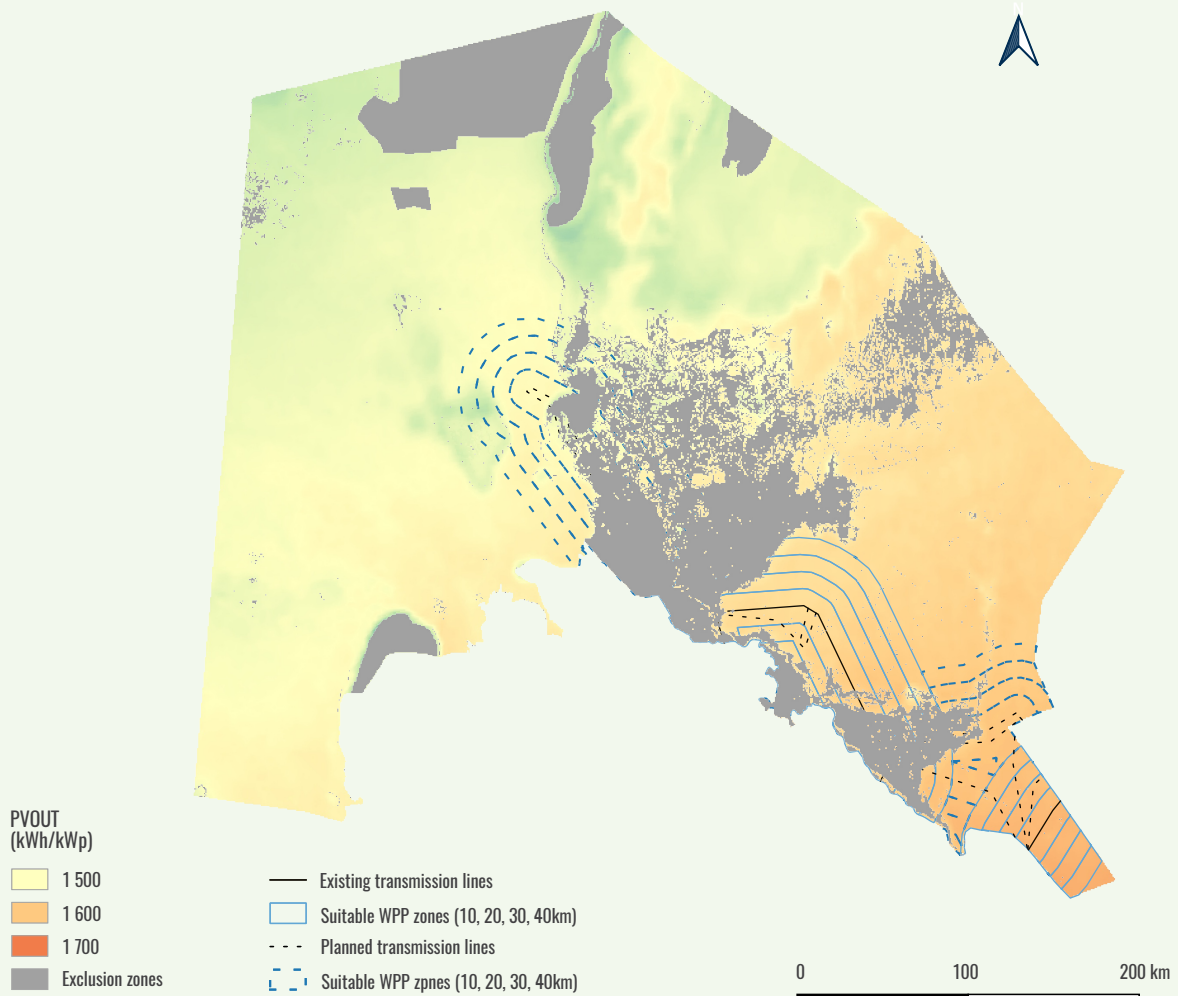 N
PVOUT
(kWh/kWp)
1 500
1 600
1 700
Exclusion zones
Existing transmission lines
Suitable WPP zones (10, 20, 30, 40km)
Planned transmission lines
Suitable WPP zpnes (10, 20, 30, 40km)
0 100 200 km